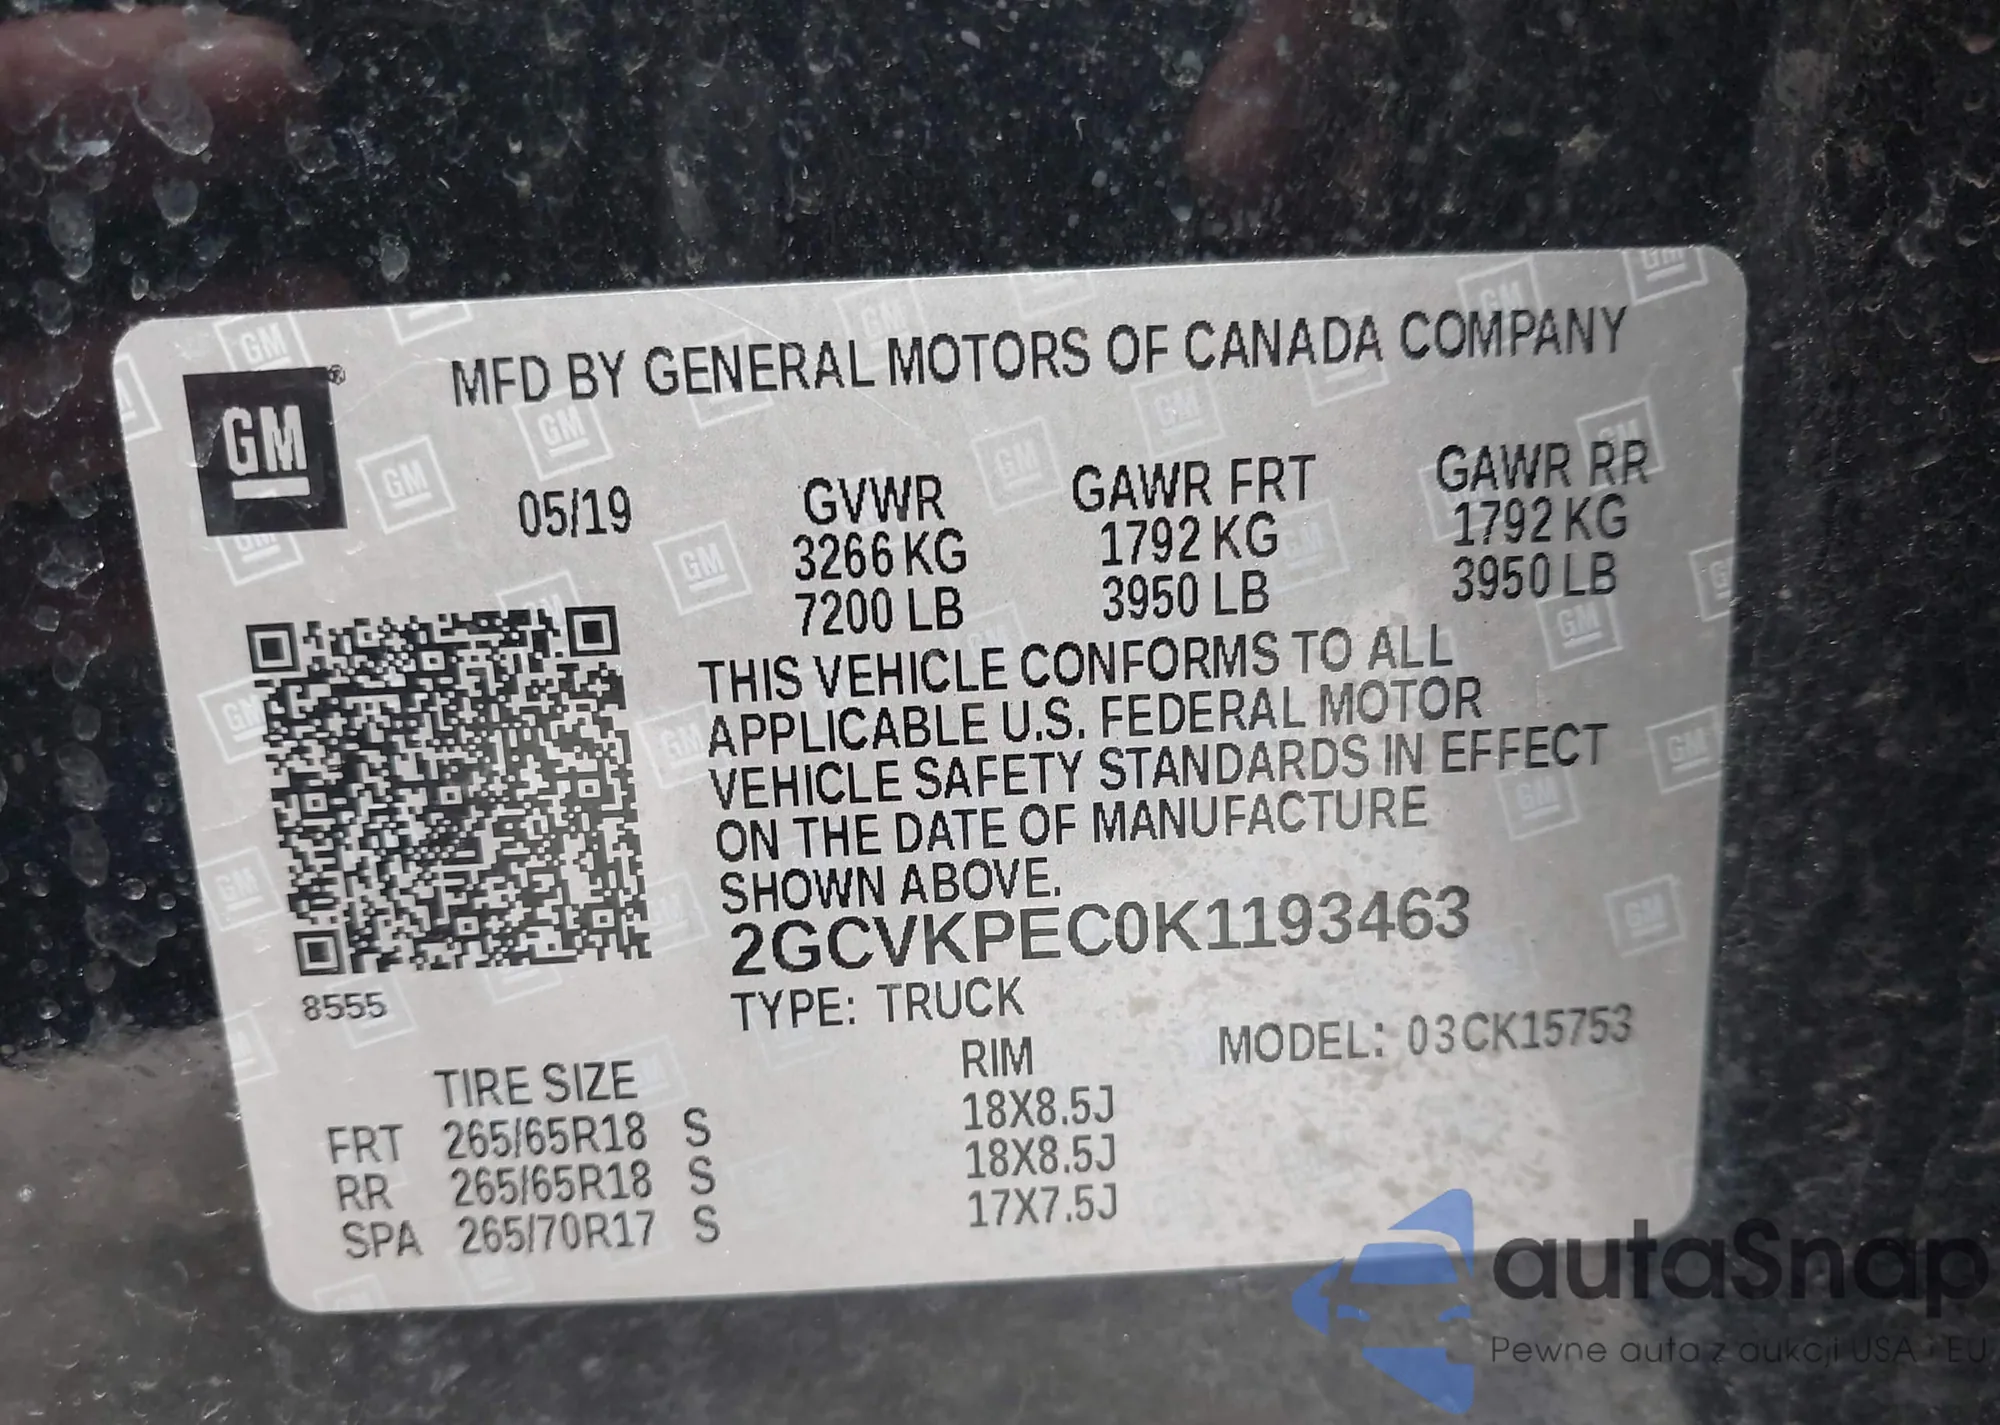 MFD BY GENERAL MOTORS OF CANADA COMPANY
GM ®
05/19 GVWR GAWR FRT GAWR RR
3266 KG 1792 KG 1792 KG
7200 LB 3950 LB 3950 LB
THIS VEHICLE CONFORMS TO ALL
APPLICABLE U.S. FEDERAL MOTOR
VEHICLE SAFETY STANDARDS IN EFFECT
ON THE DATE OF MANUFACTURE
SHOWN ABOVE.
2GCVKPEC0K1193463
8555
TYPE: TRUCK
MODEL: 03CK15753
TIRE SIZE RIM
FRT 265/65R18 S 18X8.5J
RR 265/65R18 S 18X8.5J
SPA 265/70R17 S 17X7.5J
autaSnap
Pewne auta z aukcji USA i EU